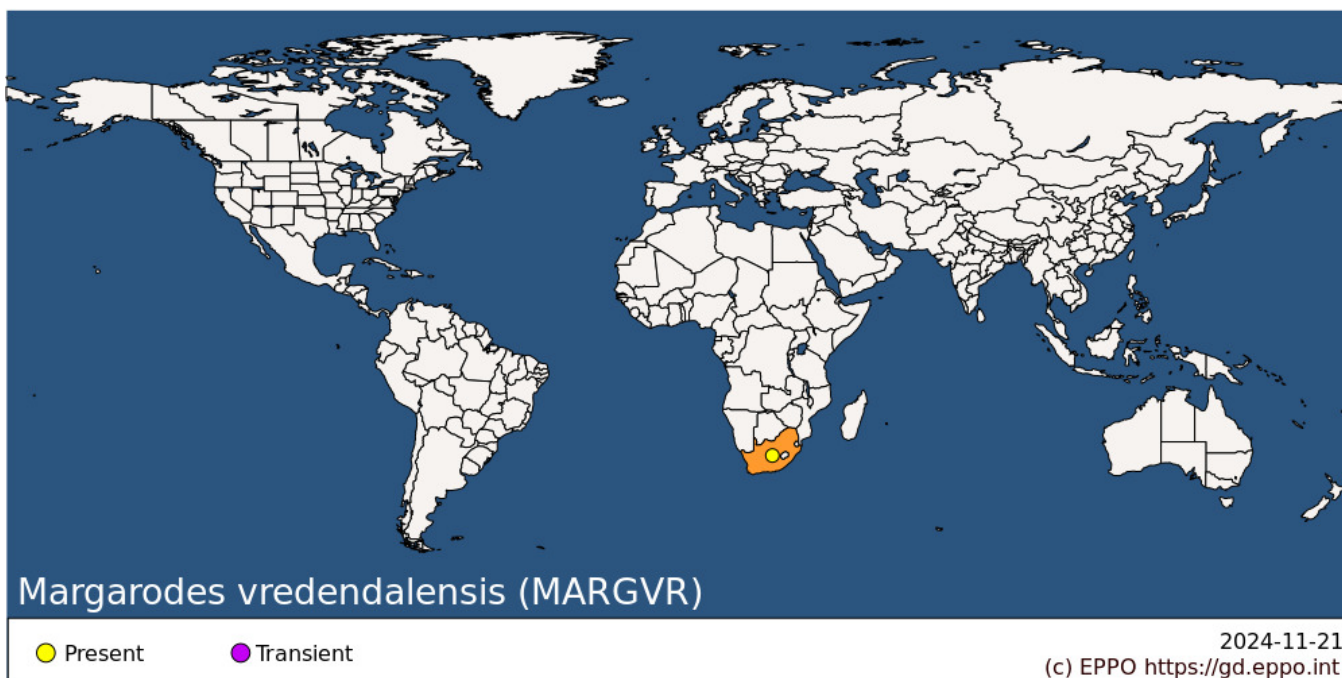 Margarodes vredendalensis (MARGVR)
Present
Transient
2024-11-21
(c) EPPO https://gd.eppo.int